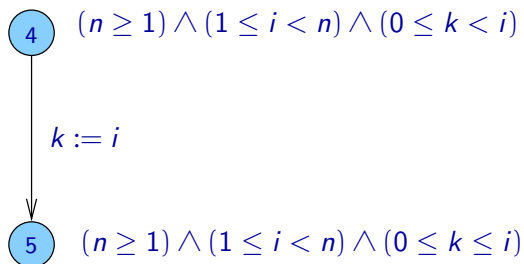 4 (n ≥ 1) ∧ (1 ≤ i < n) ∧ (0 ≤ k < i)
k := i
5 (n ≥ 1) ∧ (1 ≤ i < n) ∧ (0 ≤ k ≤ i)